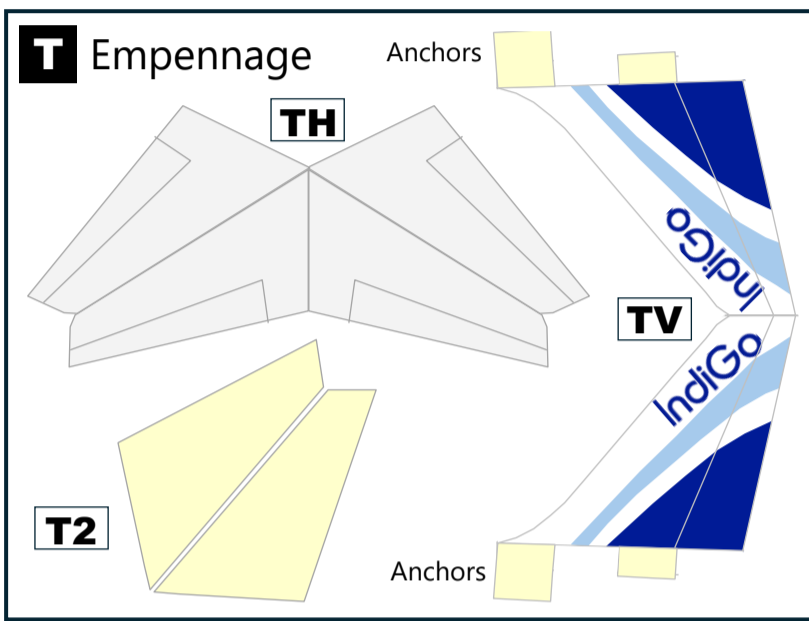 T Empennage
Anchors
TH
IndiGo
TV
IndiGo
T2
Anchors